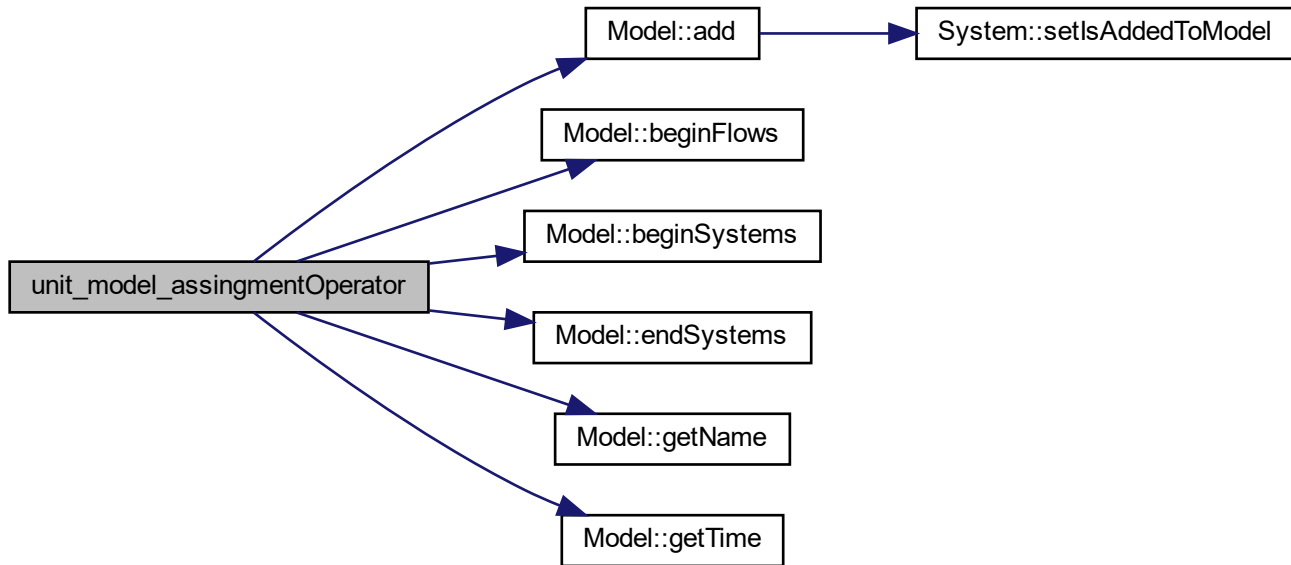 Model::add
System::setIsAddedToModel
Model::beginFlows
Model::beginSystems
unit_model_assingmentOperator
Model::endSystems
Model::getName
Model::getTime